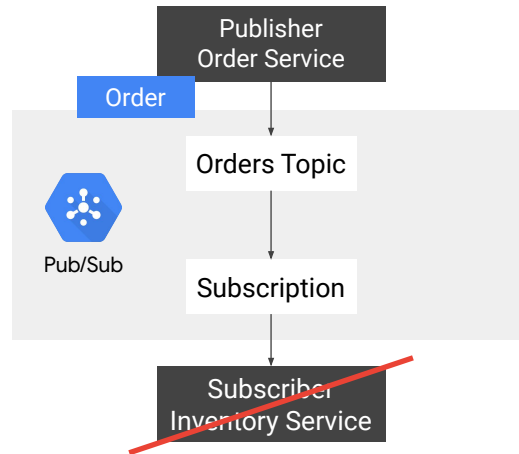 Publisher
Order Service
Order
Orders Topic
Pub/Sub
Subscription
Subscriber
Inventory Service